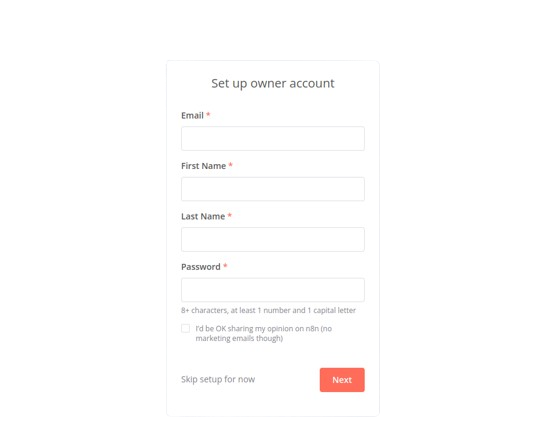 Set up owner account
Email *
First Name *
Last Name *
Password *
8+ characters, at least 1 number and 1 capital letter
I'd be OK sharing my opinion on n8n (no
marketing emails though)
Skip setup for now
Next